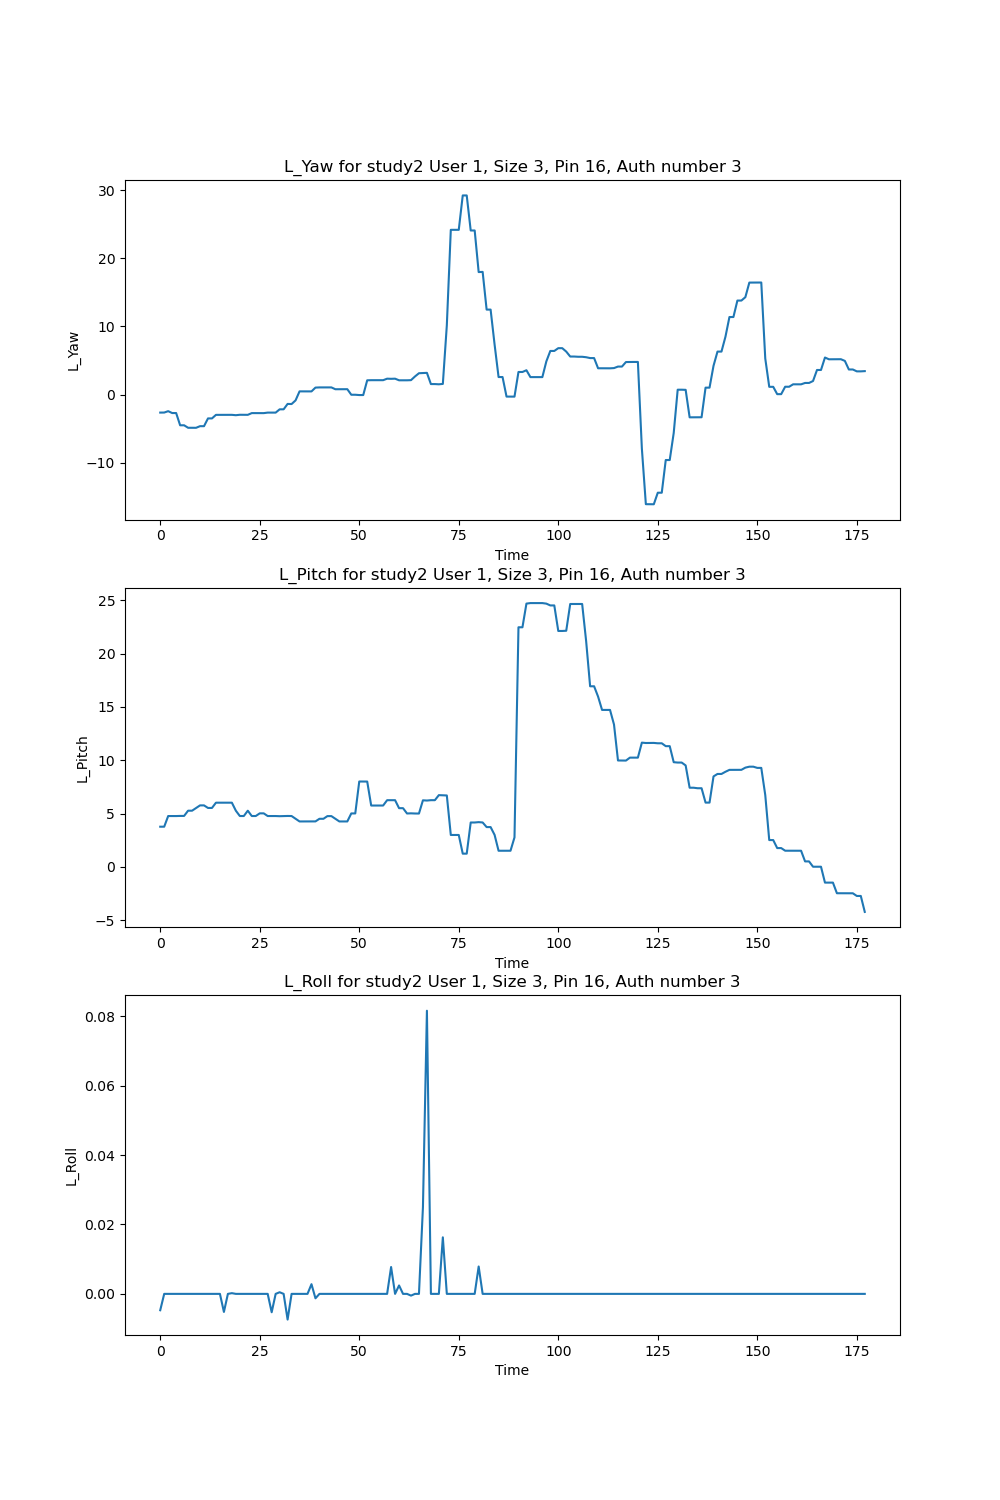 L_Yaw for study2 User 1, Size 3, Pin 16, Auth number 3
30
20
10
0
−10
L_Yaw
0 25 50 75 100 125 150 175
Time
L_Pitch for study2 User 1, Size 3, Pin 16, Auth number 3
25
20
15
10
5
0
−5
L_Pitch
0 25 50 75 100 125 150 175
Time
L_Roll for study2 User 1, Size 3, Pin 16, Auth number 3
0.08
0.06
0.04
0.02
0.00
L_Roll
0 25 50 75 100 125 150 175
Time